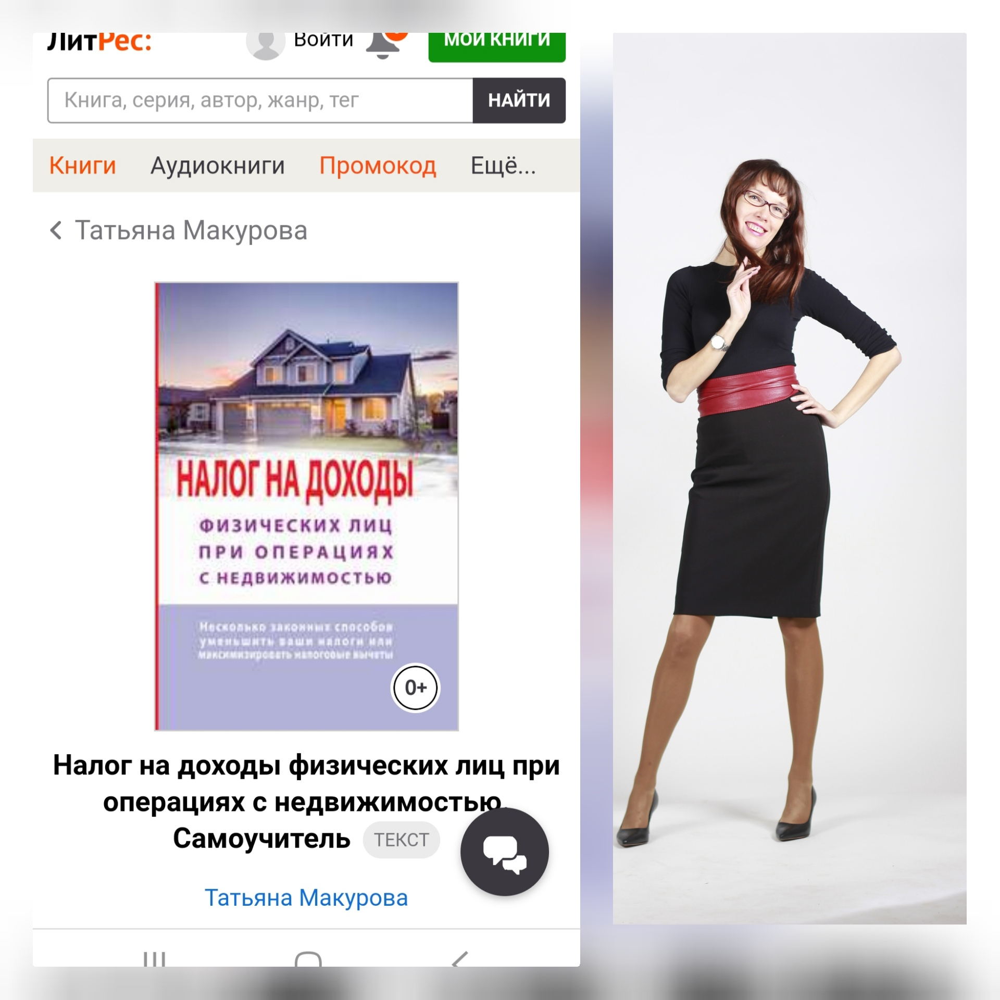 ЛитРес:
Войти
МОИ КНИГИ
Книга, серия, автор, жанр, тег
НАЙТИ
Книги Аудиокниги Промокод Ещё...
Татьяна Макурова
НАЛОГ НА ДОХОДЫ
ФИЗИЧЕСКИХ ЛИЦ
ПРИ ОПЕРАЦИЯХ
С НЕДВИЖИМОСТЬЮ
Несколько законных способов
уменьшить ваши налоги или
максимизировать налоговые вычеты
0+
Налог на доходы физических лиц при
операциях с недвижимостью.
Самоучитель ТЕКСТ
Татьяна Макурова